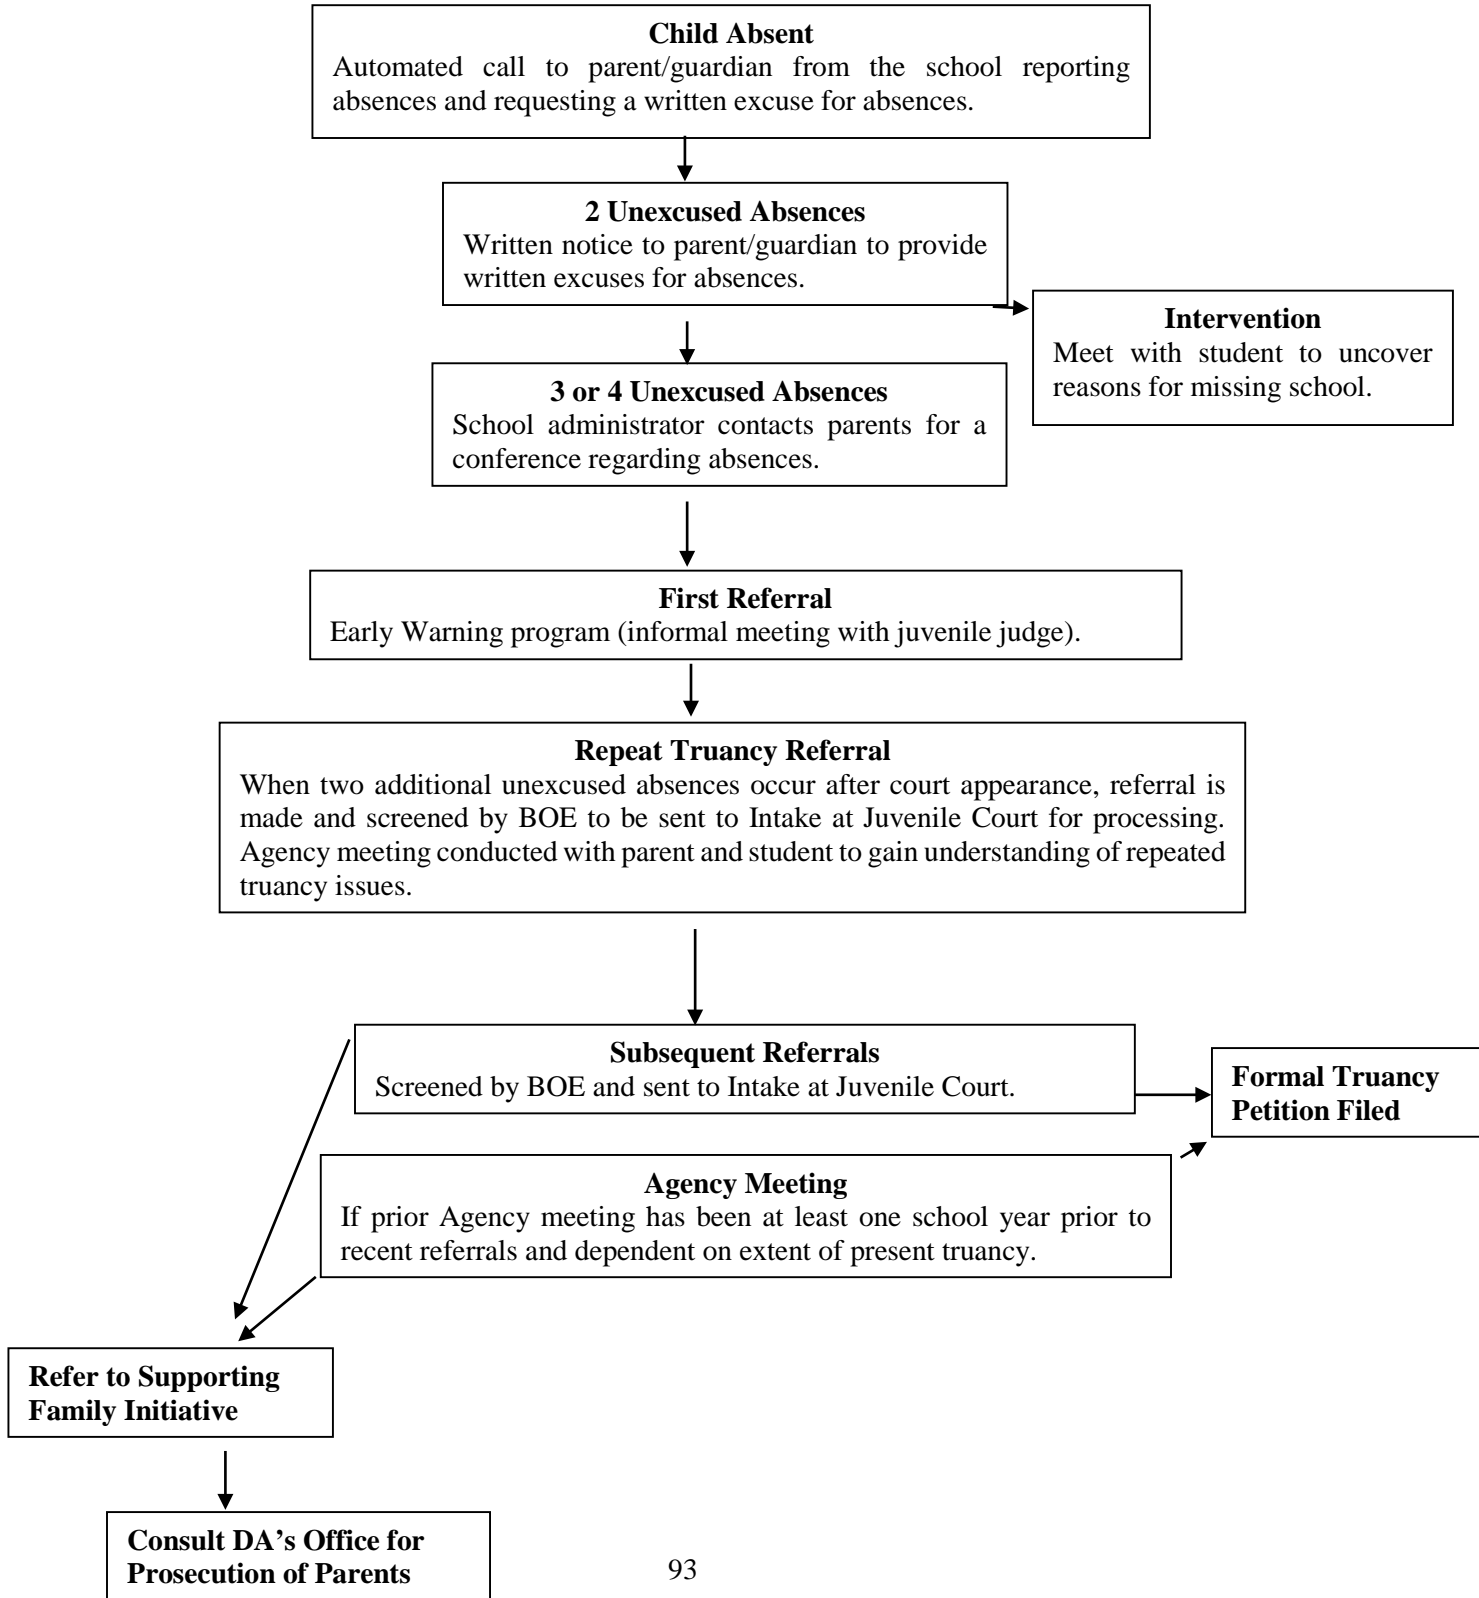 Child Absent
Automated call to parent/guardian from the school reporting
absences and requesting a written excuse for absences.
2 Unexcused Absences
Written notice to parent/guardian to provide
written excuses for absences.
Intervention
Meet with student to uncover
reasons for missing school.
3 or 4 Unexcused Absences
School administrator contacts parents for a
conference regarding absences.
First Referral
Early Warning program (informal meeting with juvenile judge).
Repeat Truancy Referral
When two additional unexcused absences occur after court appearance, referral is
made and screened by BOE to be sent to Intake at Juvenile Court for processing.
Agency meeting conducted with parent and student to gain understanding of repeated
truancy issues.
Subsequent Referrals
Screened by BOE and sent to Intake at Juvenile Court.
Formal Truancy
Petition Filed
Agency Meeting
If prior Agency meeting has been at least one school year prior to
recent referrals and dependent on extent of present truancy.
Refer to Supporting
Family Initiative
Consult DA’s Office for
Prosecution of Parents
93